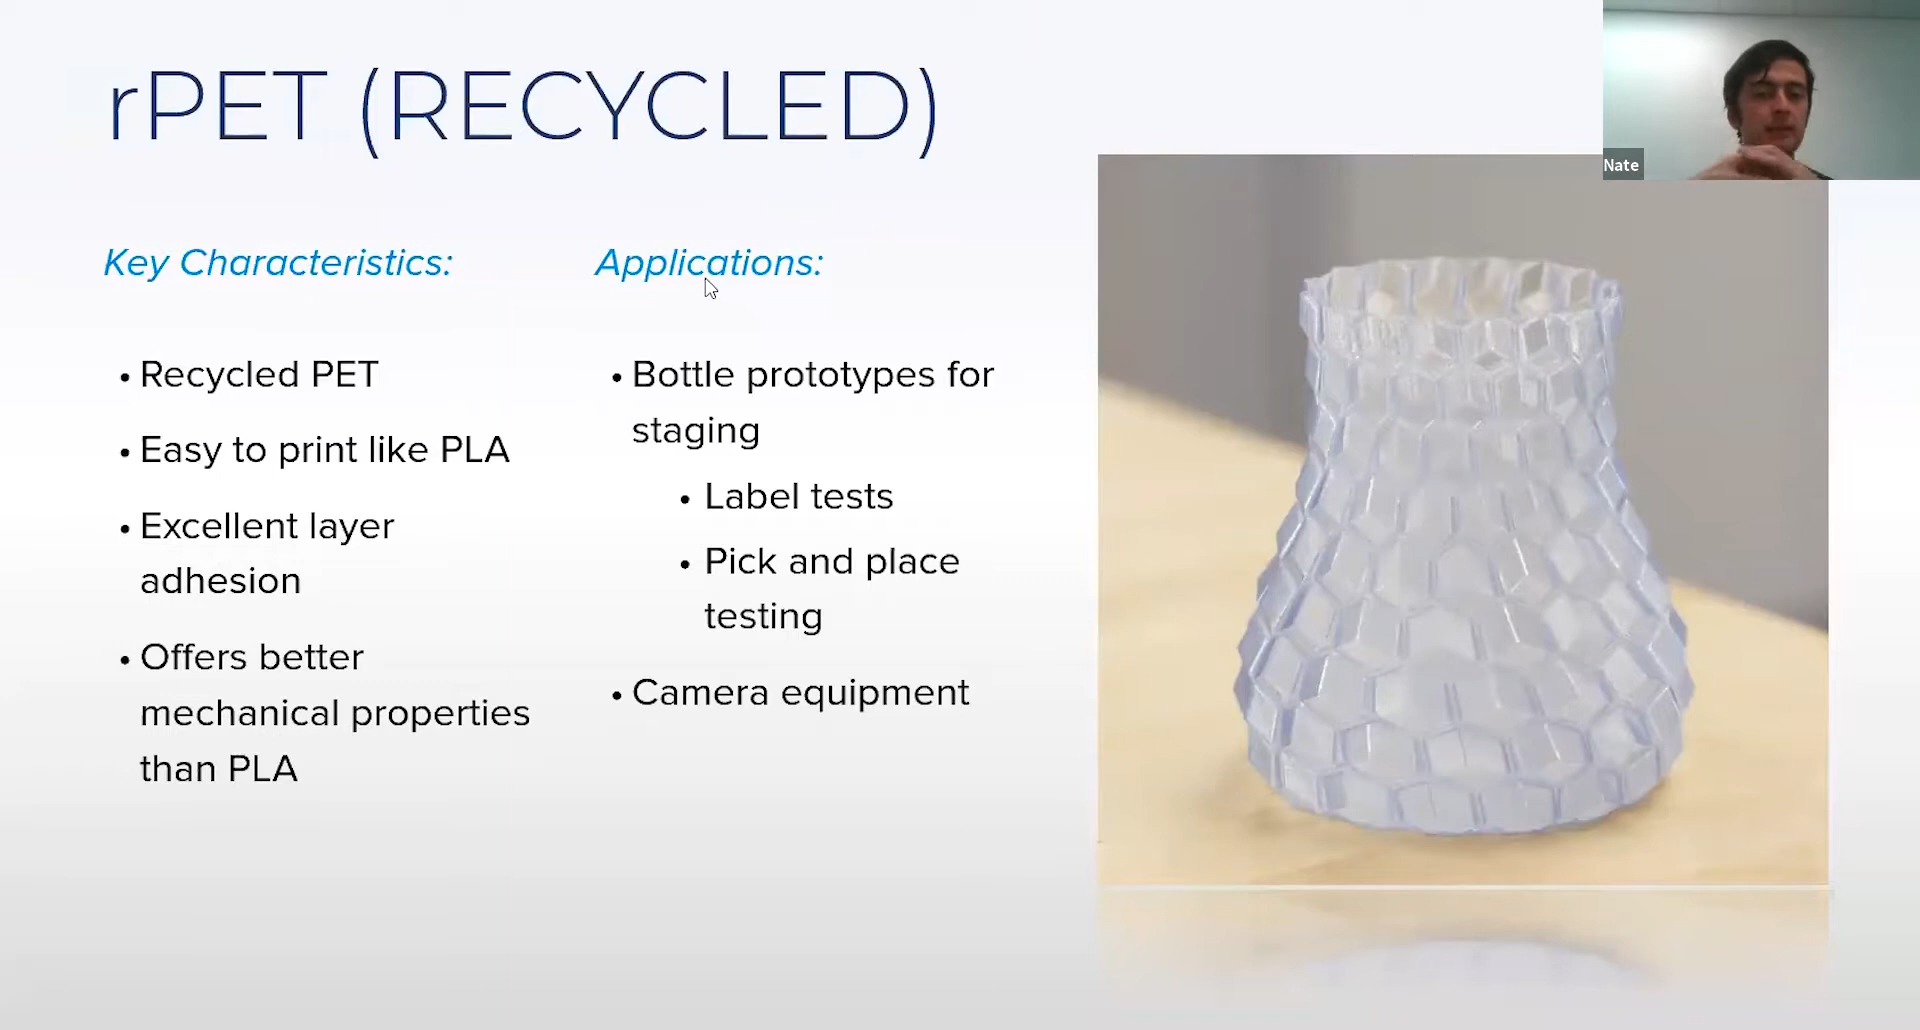 rPET (RECYCLED)
Nate
Key Characteristics:
• Recycled PET
• Easy to print like PLA
• Excellent layer
adhesion
• Offers better
mechanical properties
than PLA
Applications:
• Bottle prototypes for
staging
• Label tests
• Pick and place
testing
• Camera equipment